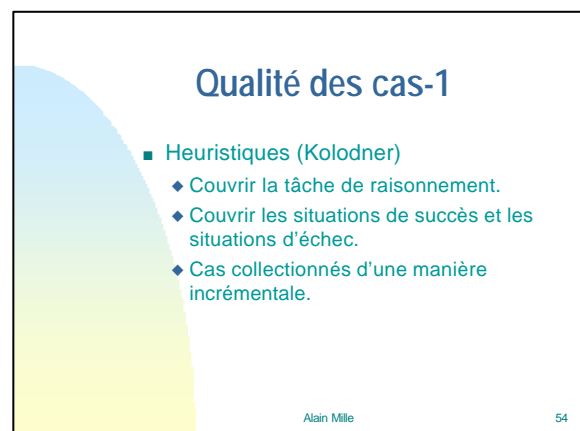 Qualité des cas-1
Heuristiques (Kolodner)
Couvrir la tâche de raisonnement.
Couvrir les situations de succès et les
situations d'échec.
Cas collectionnés d'une manière
incrémentale.
Alain Mille 54